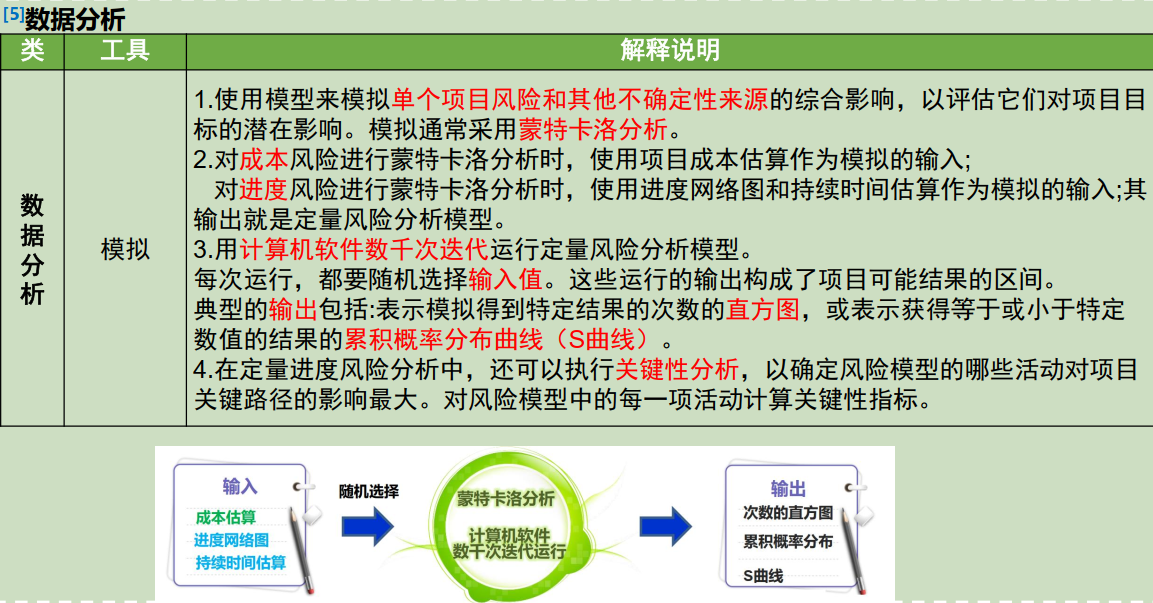 [5]数据分析
类 工具 解释说明
数据分析
模拟
1.使用模型来模拟单个项目风险和其他不确定性来源的综合影响，以评估它们对项目目
标的潜在影响。模拟通常采用蒙特卡洛分析。
2.对成本风险进行蒙特卡洛分析时，使用项目成本估算作为模拟的输入;
对进度风险进行蒙特卡洛分析时，使用进度网络图和持续时间估算作为模拟的输入;其
输出就是定量风险分析模型。
3.用计算机软件数千次迭代运行定量风险分析模型。
每次运行，都要随机选择输入值。这些运行的输出构成了项目可能结果的区间。
典型的输出包括:表示模拟得到特定结果的次数的直方图，或表示获得等于或小于特定
数值的结果的累积概率分布曲线（S曲线）。
4.在定量进度风险分析中，还可以执行关键性分析，以确定风险模型的哪些活动对项目
关键路径的影响最大。对风险模型中的每一项活动计算关键性指标。
输入
成本估算
进度网络图
持续时间估算
随机选择
蒙特卡洛分析
计算机软件
数千次迭代运行
输出
次数的直方图
累积概率分布
S曲线